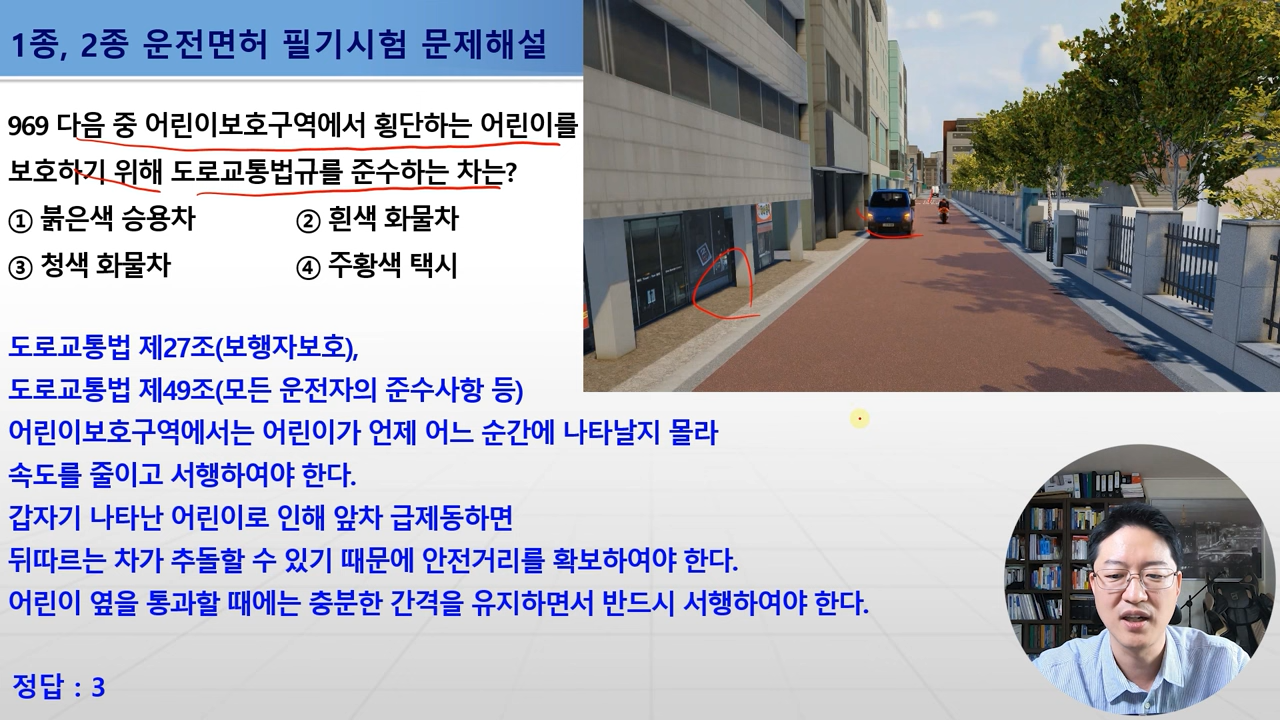 1종, 2종 운전면허 필기시험 문제해설
969 다음 중 어린이보호구역에서 횡단하는 어린이를
보호하기 위해 도로교통법규를 준수하는 차는?
① 붉은색 승용차 ② 흰색 화물차
③ 청색 화물차 ④ 주황색 택시
도로교통법 제27조(보행자보호),
도로교통법 제49조(모든 운전자의 준수사항 등)
어린이보호구역에서는 어린이가 언제 어느 순간에 나타날지 몰라
속도를 줄이고 서행하여야 한다.
갑자기 나타난 어린이로 인해 앞차 급제동하면
뒤따르는 차가 추돌할 수 있기 때문에 안전거리를 확보하여야 한다.
어린이 옆을 통과할 때에는 충분한 간격을 유지하면서 반드시 서행하여야 한다.
정답 : 3